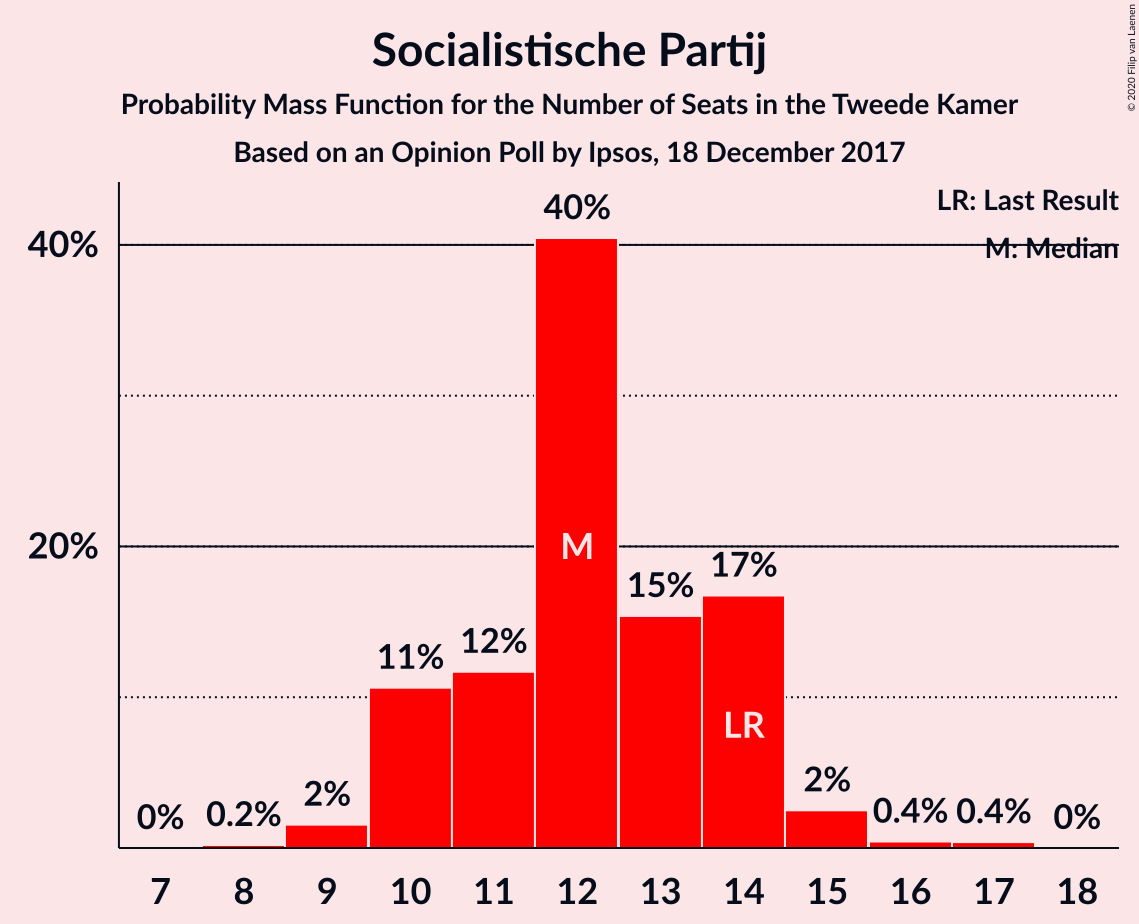 Socialistische Partij
Probability Mass Function for the Number of Seats in the Tweede Kamer
Based on an Opinion Poll by Ipsos, 18 December 2017
© 2020 Filip van Laenen
LR: Last Result
M: Median
40%
20%
0%
0.2%
2%
11%
12%
40%
15%
17%
2%
0.4%
0.4%
0%
M
LR
7 8 9 10 11 12 13 14 15 16 17 18